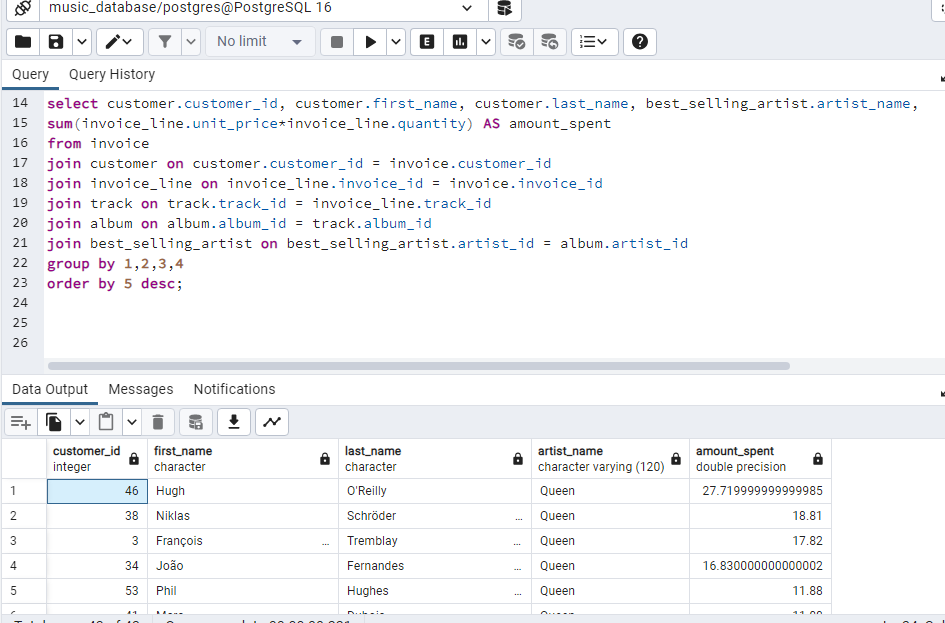 music_database/postgres@PostgreSQL 16
No limit
E
Query Query History
14 select customer.customer_id, customer.first_name, customer.last_name, best_selling_artist.artist_name,
15 sum(invoice_line.unit_price*invoice_line.quantity) AS amount_spent
16 from invoice
17 join customer on customer.customer_id = invoice.customer_id
18 join invoice_line on invoice_line.invoice_id = invoice.invoice_id
19 join track on track.track_id = invoice_line.track_id
20 join album on album.album_id = track.album_id
21 join best_selling_artist on best_selling_artist.artist_id = album.artist_id
22 group by 1,2,3,4
23 order by 5 desc;
24
25
26
Data Output Messages Notifications
customer_id first_name last_name artist_name amount_spent
integer character character character varying (120) double precision
1 46 Hugh O'Reilly Queen 27.719999999999985
2 38 Niklas Schröder ... Queen 18.81
3 3 François ... Tremblay ... Queen 17.82
4 34 João Fernandes ... Queen 16.830000000000002
5 53 Phil Hughes ... Queen 11.88